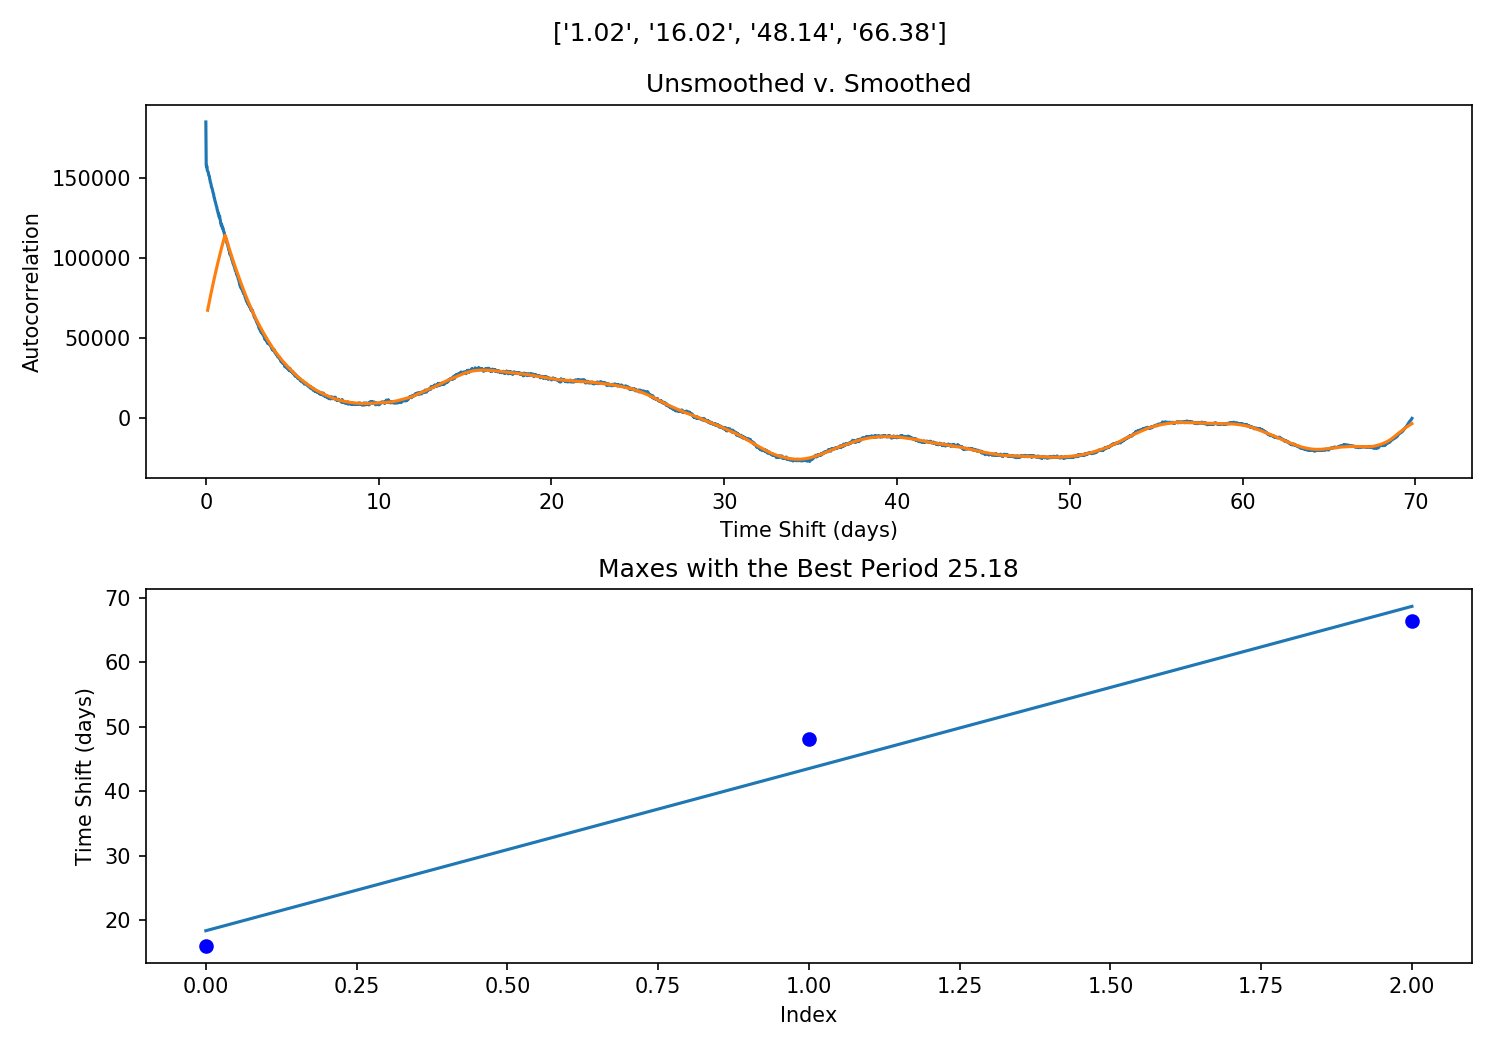 ['1.02', '16.02', '48.14', '66.38']
Unsmoothed v. Smoothed
Autocorrelation
150000
100000
50000
0
0 10 20 30 40 50 60 70
Time Shift (days)
Maxes with the Best Period 25.18
Time Shift (days)
70
60
50
40
30
20
0.00 0.25 0.50 0.75 1.00 1.25 1.50 1.75 2.00
Index